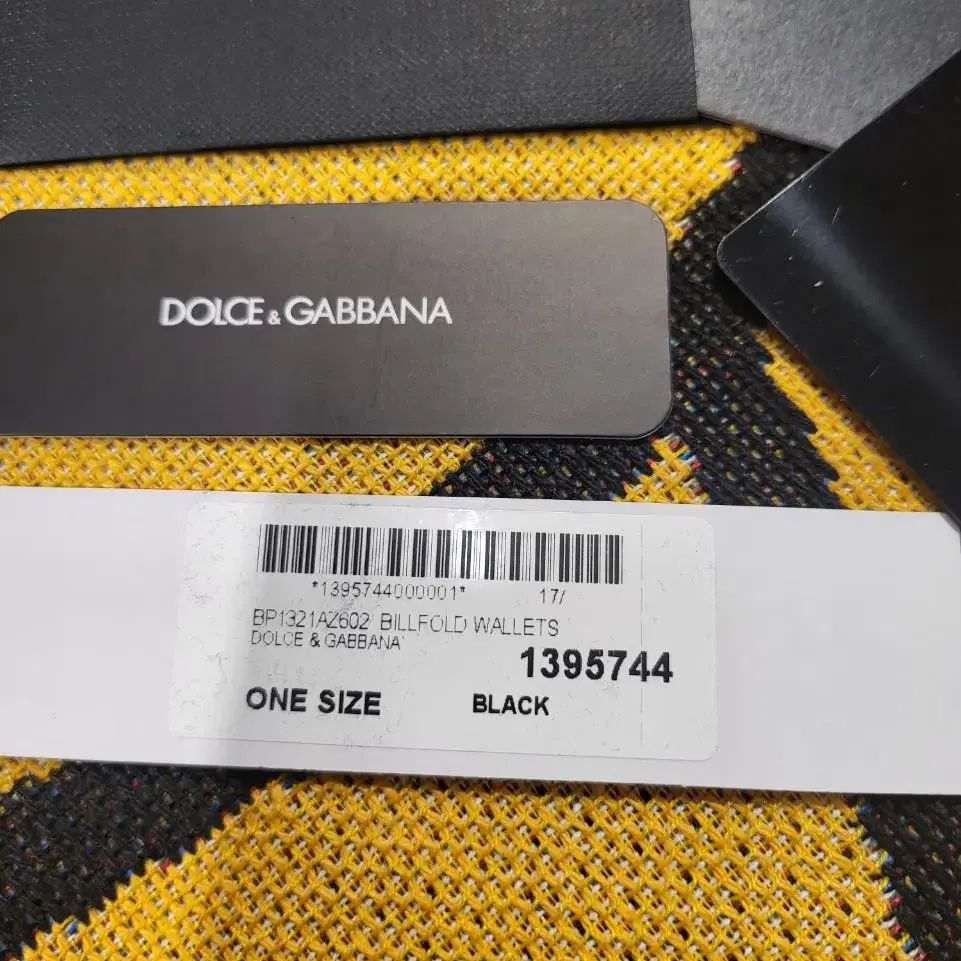 DOLCE & GABBANA
*1395744000001* 17/
BP1321AZ602 BILLFOLD WALLETS
DOLCE & GABBANA
1395744
ONE SIZE BLACK